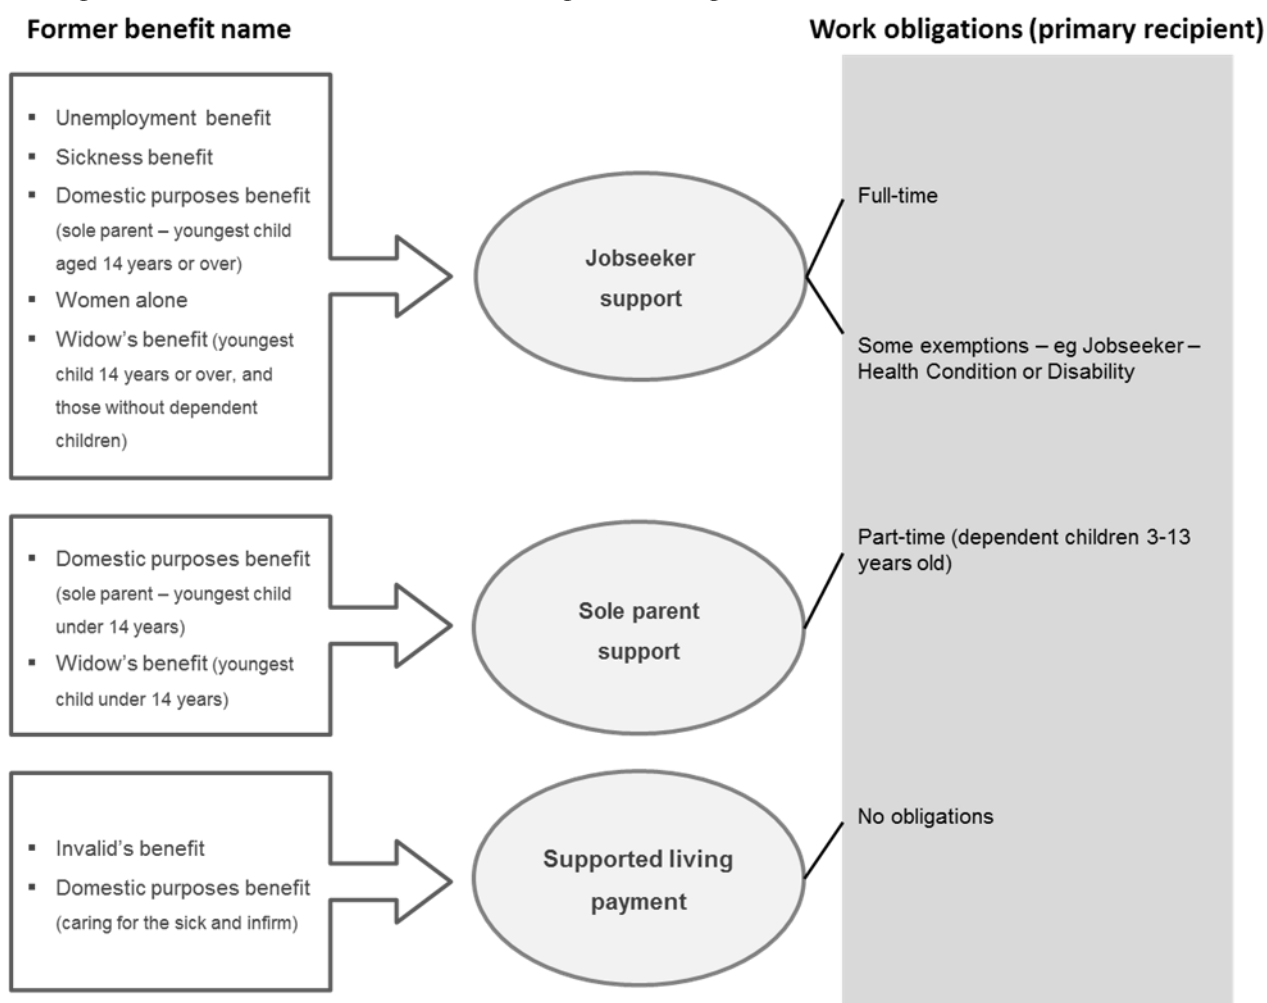 Former benefit name
Work obligations (primary recipient)
▪ Unemployment benefit
▪ Sickness benefit
▪ Domestic purposes benefit
(sole parent – youngest child
aged 14 years or over)
▪ Women alone
▪ Widow's benefit (youngest
child 14 years or over, and
those without dependent
children)
Jobseeker
support
Full-time
Some exemptions – eg Jobseeker –
Health Condition or Disability
▪ Domestic purposes benefit
(sole parent – youngest child
under 14 years)
▪ Widow's benefit (youngest
child under 14 years)
Sole parent
support
Part-time (dependent children 3-13
years old)
▪ Invalid's benefit
▪ Domestic purposes benefit
(caring for the sick and infirm)
Supported living
payment
No obligations